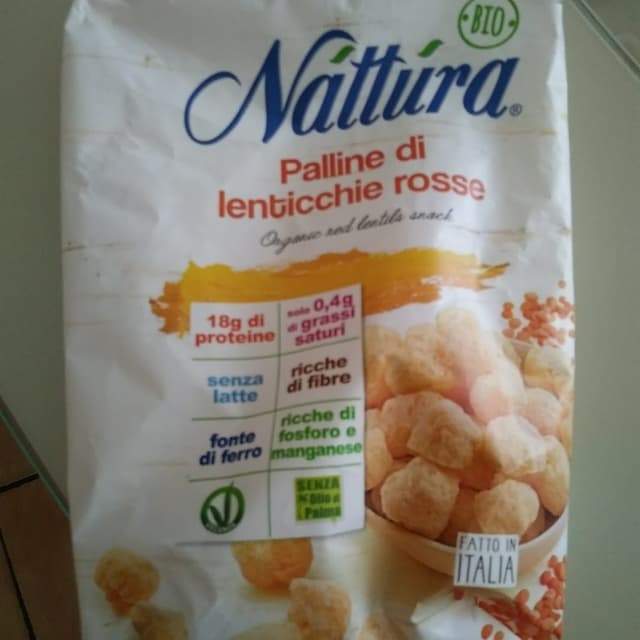 BIO
Náttúra®
Palline di
lenticchie rosse
Organic red lentils snack
18g di
proteine
solo 0,4g
di grassi
saturi
senza
latte
ricche
di fibre
fonte
di ferro
ricche di
fosforo e
manganese
SENZA
Olio di
Palma
FATTO IN
ITALIA